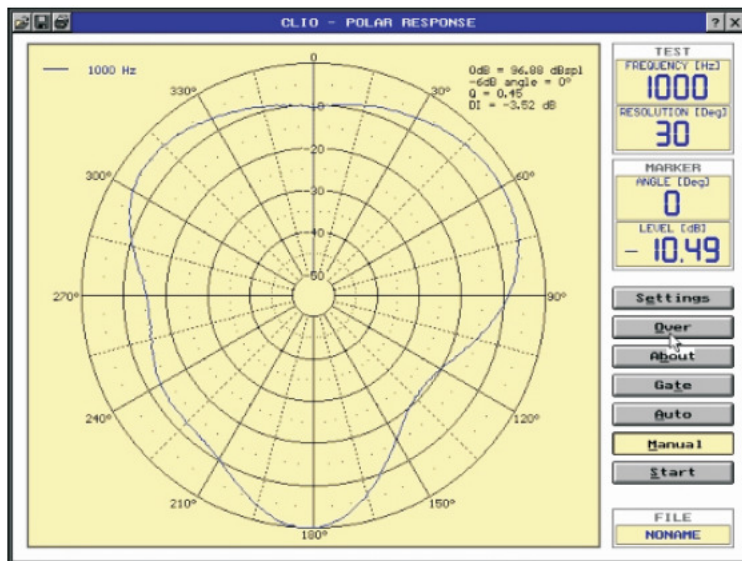 CLIO - POLAR RESPONSE
? X
1000 Hz
0dB = 96.88 dBspl
-6dB angle = 0°
Q = 0.45
DI = -3.52 dB
0
30°
60°
90°
120°
150°
180°
210°
240°
270°
300°
330°
20
30
40
50
TEST
FREQUENCY [Hz]
1000
RESOLUTION [Deg]
30
MARKER
ANGLE [Deg]
0
LEVEL [dB]
- 10.49
Settings
Over
About
Gate
Auto
Manual
Start
FILE
NONAME